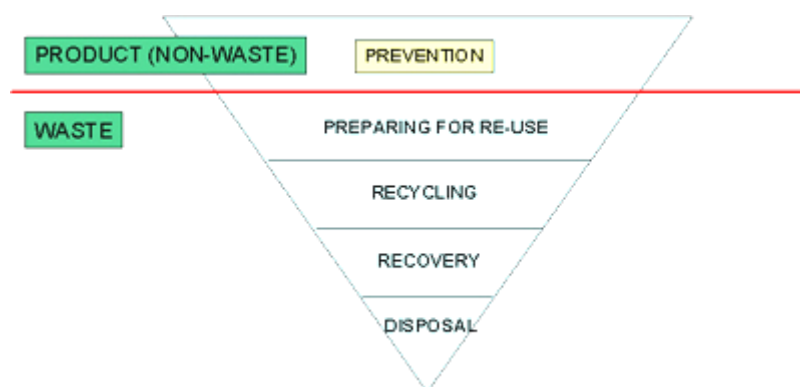 PRODUCT (NON-WASTE)
PREVENTION
WASTE
PREPARING FOR RE-USE
RECYCLING
RECOVERY
DISPOSAL